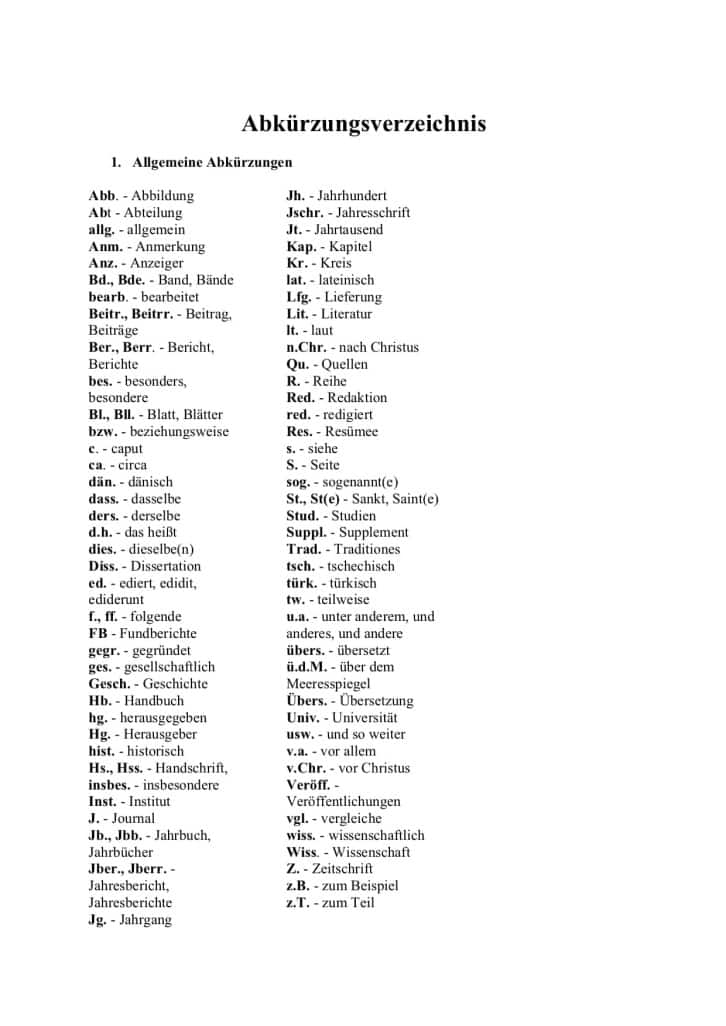 Abkürzungsverzeichnis
1. Allgemeine Abkürzungen
Abb. - Abbildung
Abt - Abteilung
allg. - allgemein
Anm. - Anmerkung
Anz. - Anzeiger
Bd., Bde. - Band, Bände
bearb. - bearbeitet
Beitr., Beitrr. - Beitrag,
Beiträge
Ber., Berr. - Bericht,
Berichte
bes. - besonders,
besondere
Bl., Bll. - Blatt, Blätter
bzw. - beziehungsweise
c. - caput
ca. - circa
dän. - dänisch
dass. - dasselbe
ders. - derselbe
d.h. - das heißt
dies. - dieselbe(n)
Diss. - Dissertation
ed. - ediert, edidit,
ediderunt
f., ff. - folgende
FB - Fundberichte
gegr. - gegründet
ges. - gesellschaftlich
Gesch. - Geschichte
Hb. - Handbuch
hg. - herausgegeben
Hg. - Herausgeber
hist. - historisch
Hs., Hss. - Handschrift,
insbes. - insbesondere
Inst. - Institut
J. - Journal
Jb., Jbb. - Jahrbuch,
Jahrbücher
Jber., Jberr. -
Jahresbericht,
Jahresberichte
Jg. - Jahrgang
Jh. - Jahrhundert
Jschr. - Jahresschrift
Jt. - Jahrtausend
Kap. - Kapitel
Kr. - Kreis
lat. - lateinisch
Lfg. - Lieferung
Lit. - Literatur
lt. - laut
n.Chr. - nach Christus
Qu. - Quellen
R. - Reihe
Red. - Redaktion
red. - redigiert
Res. - Resümee
s. - siehe
S. - Seite
sog. - sogenannt(e)
St., St(e) - Sankt, Saint(e)
Stud. - Studien
Suppl. - Supplement
Trad. - Traditiones
tsch. - tschechisch
türk. - türkisch
tw. - teilweise
u.a. - unter anderem, und
anderes, und andere
übers. - übersetzt
ü.d.M. - über dem
Meeresspiegel
Übers. - Übersetzung
Univ. - Universität
usw. - und so weiter
v.a. - vor allem
v.Chr. - vor Christus
Veröff. -
Veröffentlichungen
vgl. - vergleiche
wiss. - wissenschaftlich
Wiss. - Wissenschaft
Z. - Zeitschrift
z.B. - zum Beispiel
z.T. - zum Teil